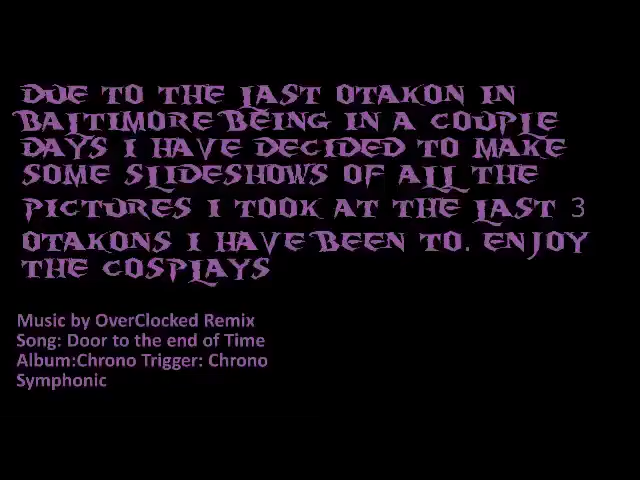 DUE TO THE LAST OTAKON IN
BALTIMORE BEING IN A COUPLE
DAYS I HAVE DECIDED TO MAKE
SOME SLIDESHOWS OF ALL THE
PICTURES I TOOK AT THE LAST 3
OTAKONS I HAVE BEEN TO. ENJOY
THE COSPLAYS
Music by OverClocked Remix
Song: Door to the end of Time
Album:Chrono Trigger: Chrono
Symphonic